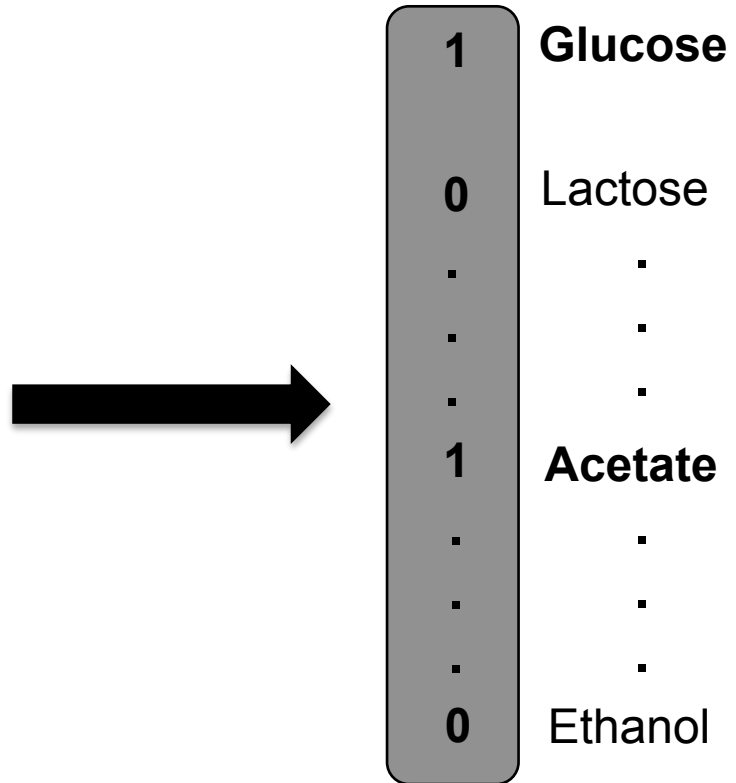 1 Glucose
0 Lactose
. .
. .
. .
1 Acetate
. .
. .
. .
0 Ethanol